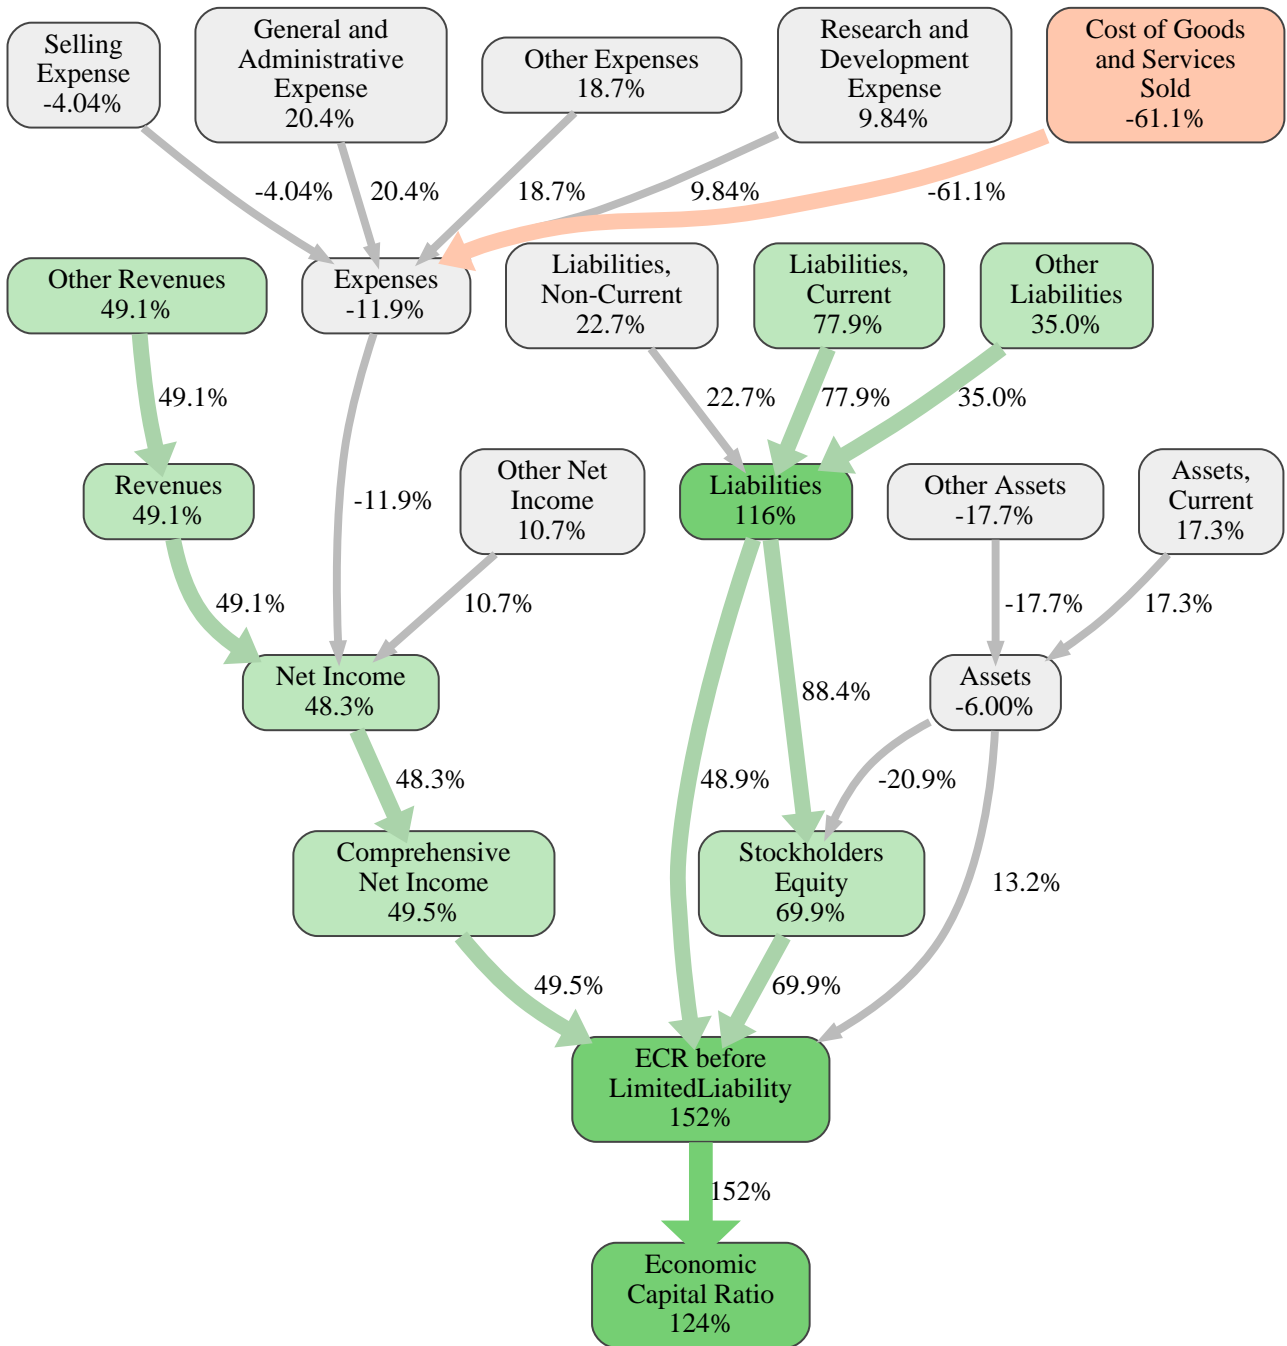 Selling
Expense
-4.04%
General and
Administrative
Expense
20.4%
Other Expenses
18.7%
Research and
Development
Expense
9.84%
Cost of Goods
and Services
Sold
-61.1%
-4.04%
20.4%
18.7%
9.84%
-61.1%
Other Revenues
49.1%
Expenses
-11.9%
Liabilities,
Non-Current
22.7%
Liabilities,
Current
77.9%
Other
Liabilities
35.0%
49.1%
22.7%
77.9%
35.0%
Revenues
49.1%
-11.9%
Other Net
Income
10.7%
Liabilities
116%
Other Assets
-17.7%
Assets,
Current
17.3%
49.1%
10.7%
-17.7%
17.3%
Net Income
48.3%
88.4%
Assets
-6.00%
48.3%
48.9%
-20.9%
Comprehensive
Net Income
49.5%
Stockholders
Equity
69.9%
13.2%
49.5%
69.9%
ECR before
LimitedLiability
152%
152%
Economic
Capital Ratio
124%